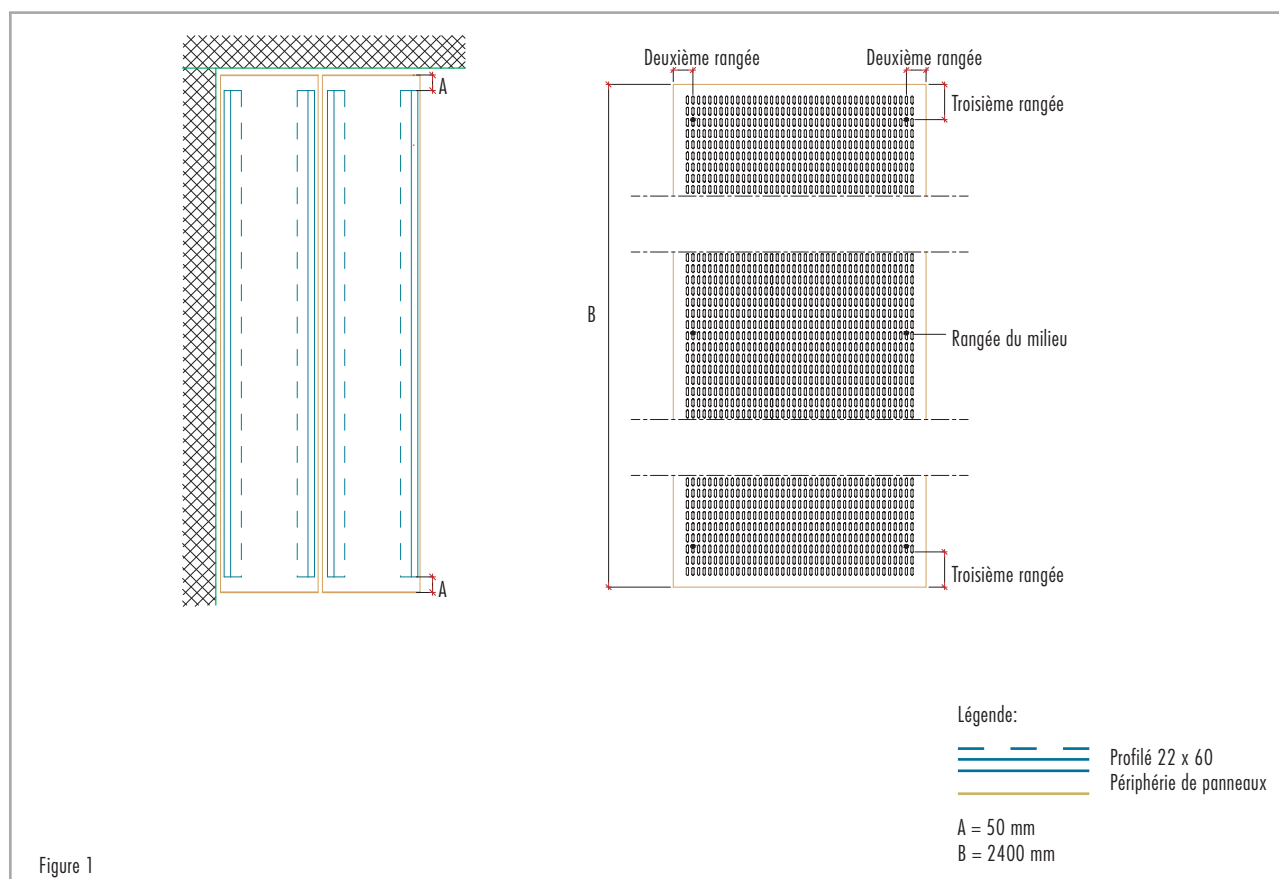 Deuxième rangée
Deuxième rangée
A
Troisième rangée
B
Rangée du milieu
Troisième rangée
A
Légende:
Profilé 22 x 60
Périphérie de panneaux
A = 50 mm
B = 2400 mm
Figure 1